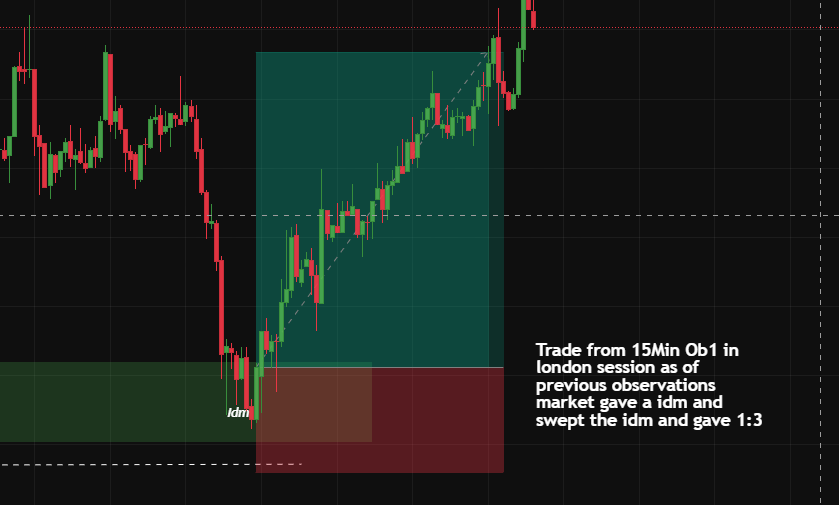 Trade from 15Min Ob1 in
london session as of
previous observations
market gave a idm and
swept the idm and gave 1:3
Idm